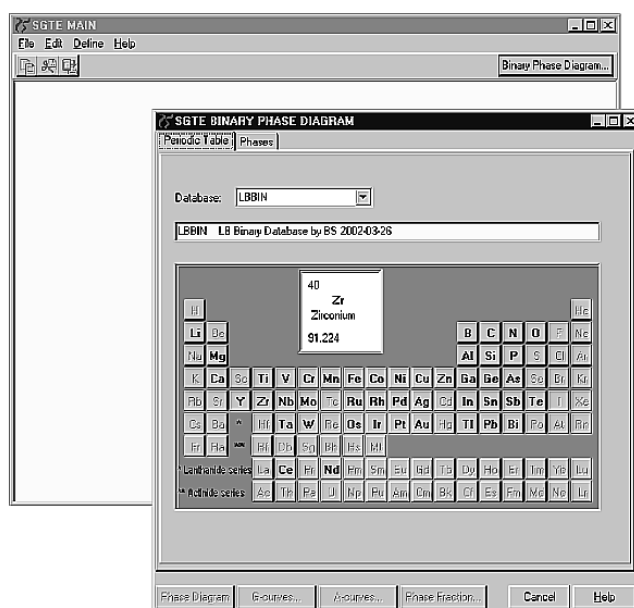 SGTE MAIN
File Edit Define Help
Binary Phase Diagram...
SGTE BINARY PHASE DIAGRAM
Periodic Table Phases
Database: LBBIN
LBBIN LB Binary Database by BS 2002-03-26
40
Zr
Zirconium
91.224
H He
Li Be B C N O F Ne
Na Mg Al Si P S Cl Ar
K Ca Sc Ti V Cr Mn Fe Co Ni Cu Zn Ga Ge As Se Br Kr
Rb Sr Y Zr Nb Mo Tc Ru Rh Pd Ag Cd In Sn Sb Te I Xe
Cs Ba * Hf Ta W Re Os Ir Pt Au Hg Tl Pb Bi Po At Rn
Fr Ra ** Rf Db Sg Bh Hs Mt
* Lanthanide series La Ce Pr Nd Pm Sm Eu Gd Tb Dy Ho Er Tm Yb Lu
** Actinide series Ac Th Pa U Np Pu Am Cm Bk Cf Es Fm Md No Lr
Phase Diagram G-curves... A-curves... Phase Fraction... Cancel Help